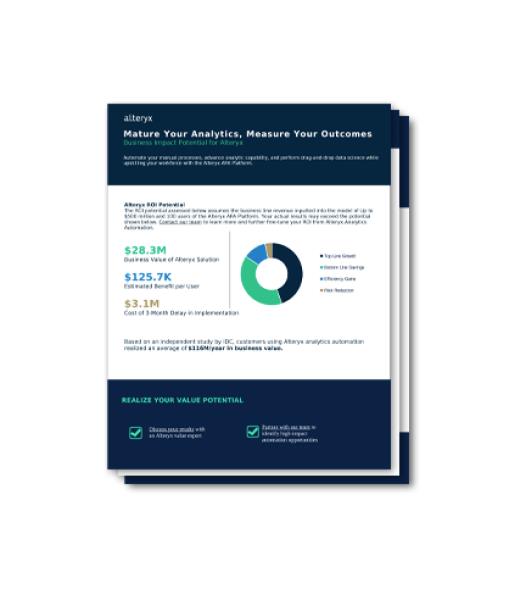 alteryx
Mature Your Analytics, Measure Your Outcomes
Business Impact Potential for Alteryx
Automate your manual processes, advance analytic capability, and perform drag-and-drop data science while
upskilling your workforce with the Alteryx APA Platform.
Alteryx ROI Potential
The ROI potential assessed below assumes the business line revenue inputted into the model of up to
$500 million and 100 users of the Alteryx APA Platform. Your actual results may exceed the potential
shown below. Contact our team to learn more and further fine-tune your ROI from Alteryx Analytics
Automation.
$28.3M
Business Value of Alteryx Solution
$125.7K
Estimated Benefit per User
$3.1M
Cost of 3-Month Delay in Implementation
Top Line Growth
Bottom Line Savings
Efficiency Gains
Risk Reduction
Based on an independent study by IDC, customers using Alteryx analytics automation
realized an average of $116M/year in business value.
REALIZE YOUR VALUE POTENTIAL
Discuss your results with
an Alteryx value expert
Partner with our team to
identify high-impact
automation opportunities